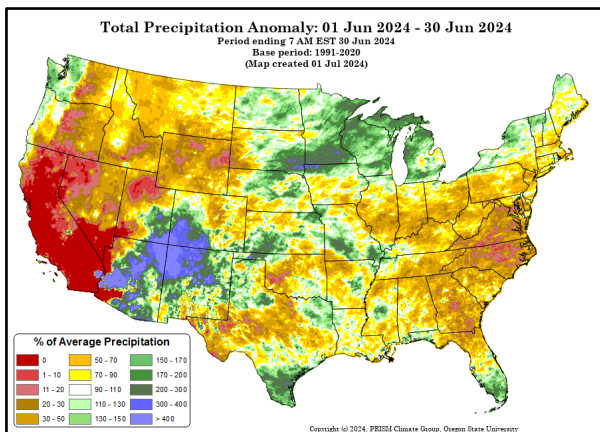 Total Precipitation Anomaly: 01 Jun 2024 - 30 Jun 2024
Period ending 7 AM EST 30 Jun 2024
Base period: 1991-2020
(Map created 01 Jul 2024)
% of Average Precipitation
0 50 - 70 150 - 170
1 - 10 70 - 90 170 - 200
11 - 20 90 - 110 200 - 300
20 - 30 110 - 130 300 - 400
30 - 50 130 - 150 > 400
Copyright (c) 2024, PRISM Climate Group, Oregon State University